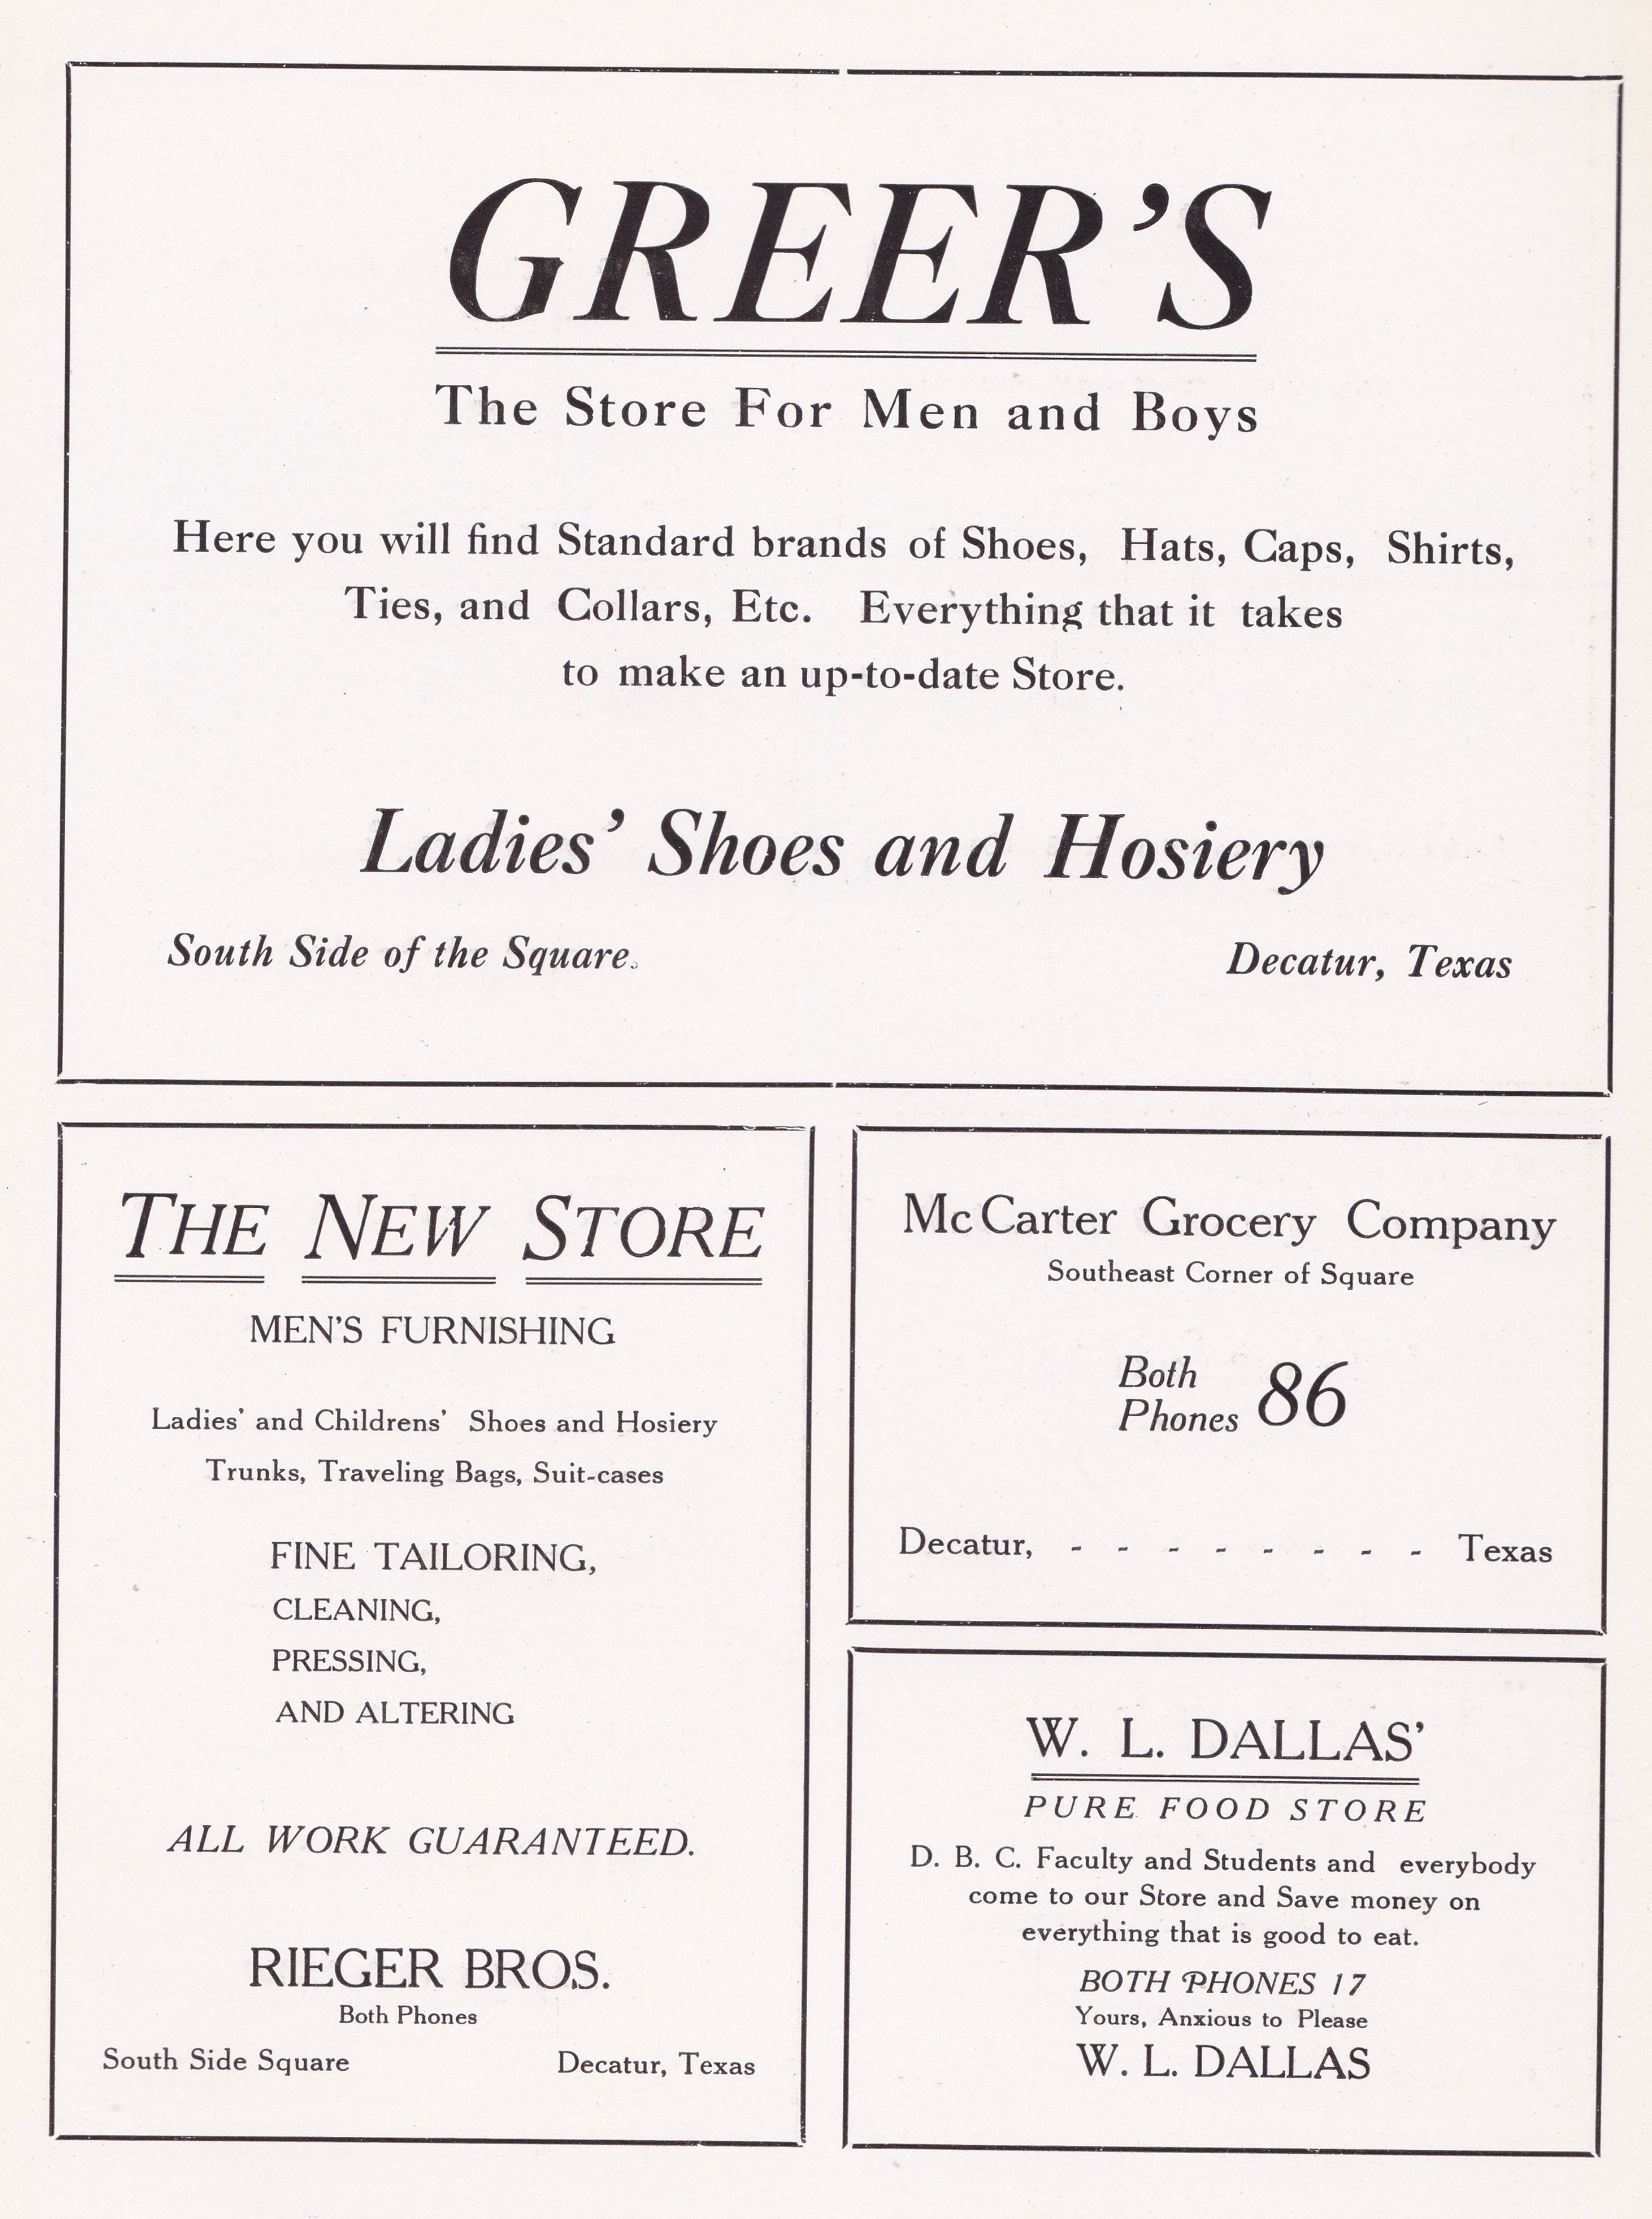 GREER'S
The Store For Men and Boys
Here you will find Standard brands of Shoes, Hats, Caps, Shirts,
Ties, and Collars, Etc. Everything that it takes
to make an up-to-date Store.
Ladies' Shoes and Hosiery
South Side of the Square.
Decatur, Texas
THE NEW STORE
MEN'S FURNISHING
Ladies' and Childrens' Shoes and Hosiery
Trunks, Traveling Bags, Suit-cases
FINE TAILORING,
CLEANING,
PRESSING,
AND ALTERING
ALL WORK GUARANTEED.
RIEGER BROS.
Both Phones
South Side Square
Decatur, Texas
McCarter Grocery Company
Southeast Corner of Square
Both
Phones 86
Decatur, - - - - - - - - Texas
W. L. DALLAS'
PURE FOOD STORE
D. B. C. Faculty and Students and everybody
come to our Store and Save money on
everything that is good to eat.
BOTH PHONES 17
Yours, Anxious to Please
W. L. DALLAS